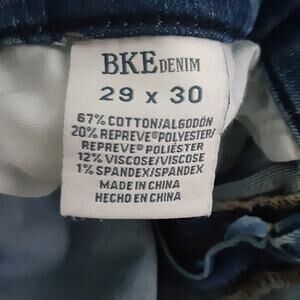 BKE DENIM
29 x 30
67% COTTON/ALGODÓN
20% REPREVE®POLYESTER/
REPREVE®POLIÉSTER
12% VISCOSE/VISCOSE
1% SPANDEX/SPANDEX
MADE IN CHINA
HECHO EN CHINA